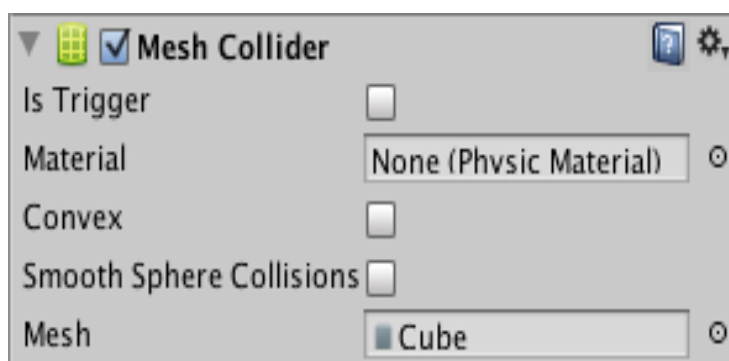 Mesh Collider
Is Trigger
Material None (Physic Material)
Convex
Smooth Sphere Collisions
Mesh Cube